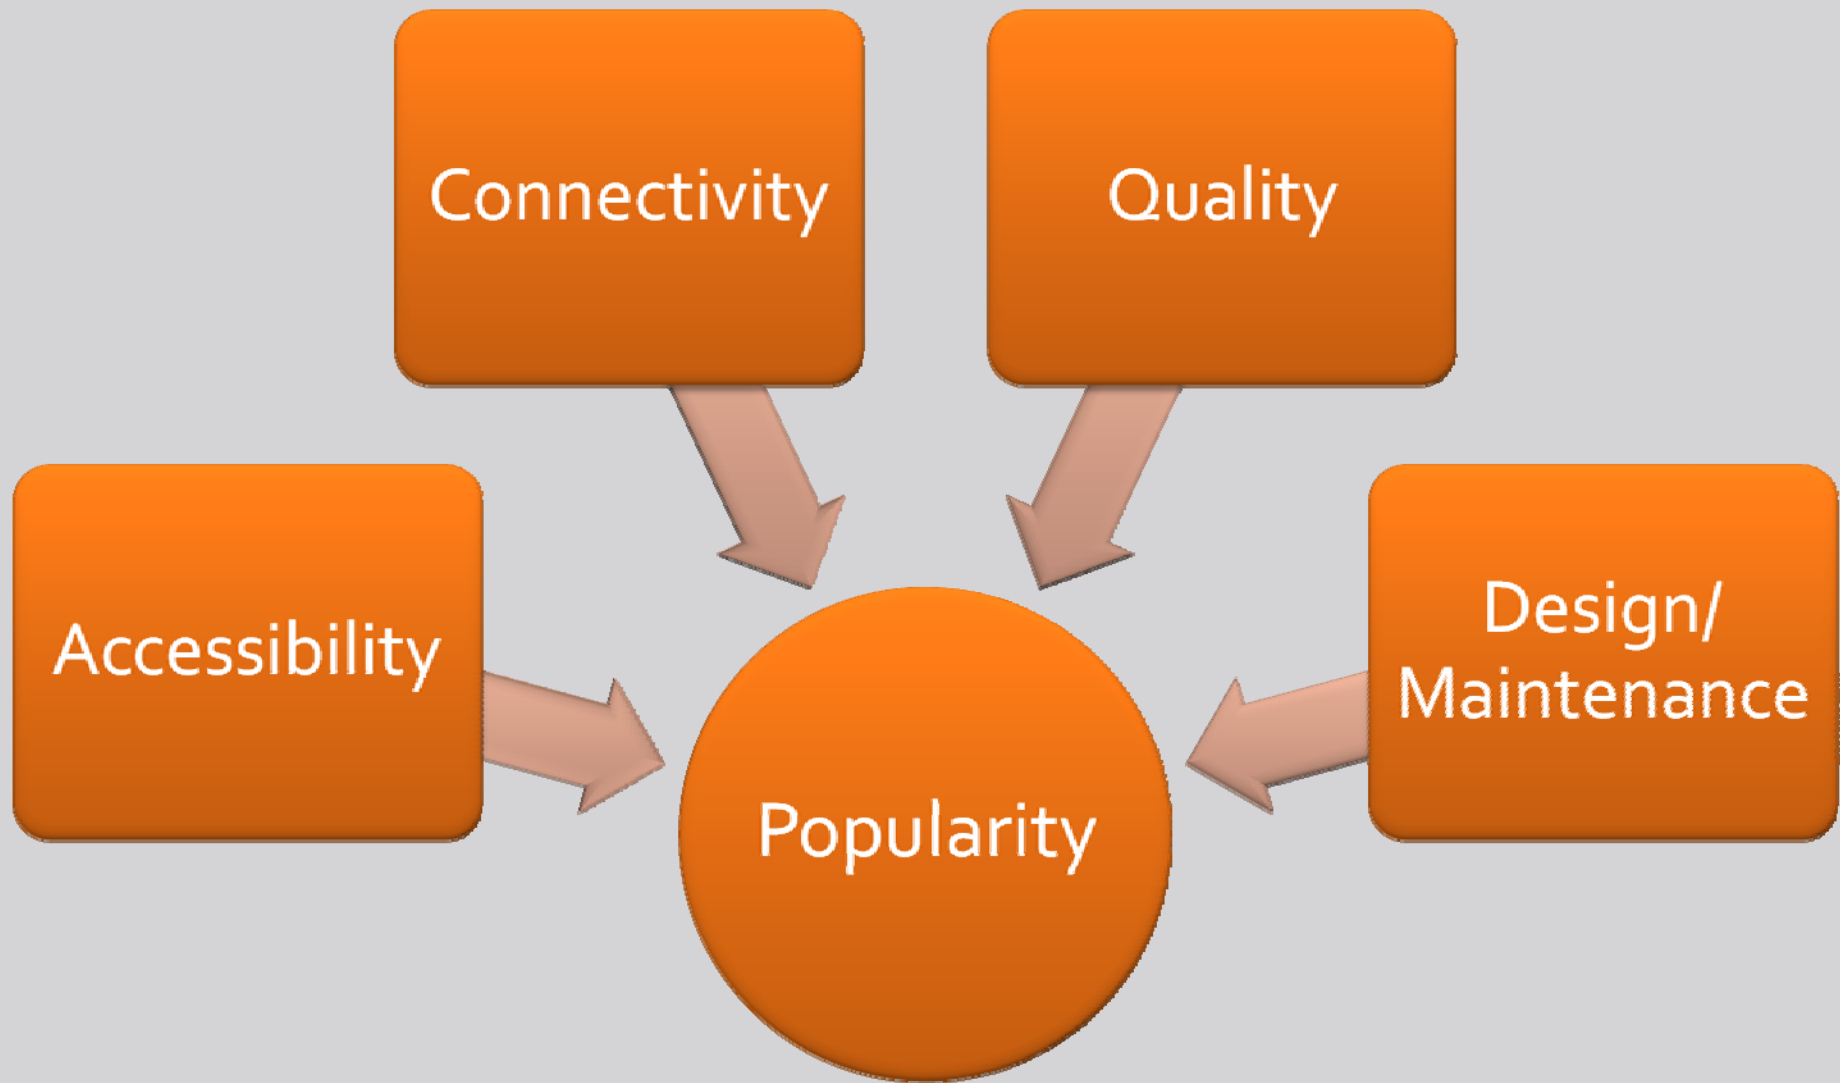 Connectivity
Quality
Accessibility
Design/
Maintenance
Popularity